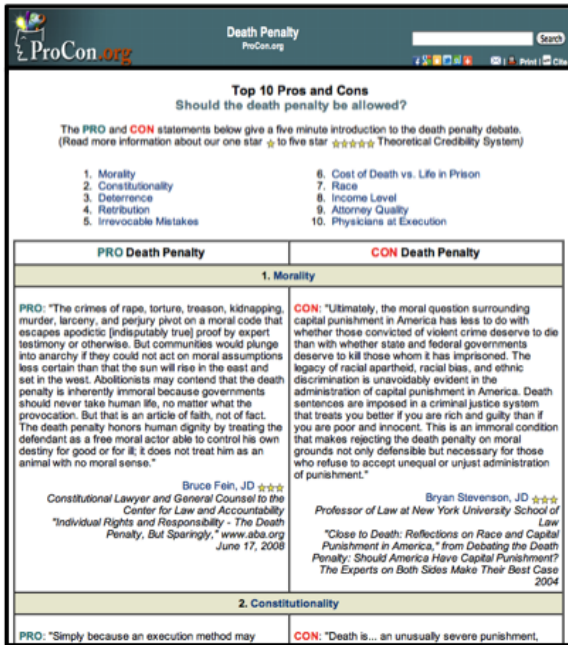 ProCon.org
Death Penalty
ProCon.org
Search
Print
Cite
Top 10 Pros and Cons
Should the death penalty be allowed?
The PRO and CON statements below give a five minute introduction to the death penalty debate.
(Read more information about our one star ☆ to five star ☆☆☆☆☆ Theoretical Credibility System)
1. Morality
2. Constitutionality
3. Deterrence
4. Retribution
5. Irrevocable Mistakes
6. Cost of Death vs. Life in Prison
7. Race
8. Income Level
9. Attorney Quality
10. Physicians at Execution
PRO Death Penalty
CON Death Penalty
1. Morality
PRO: "The crimes of rape, torture, treason, kidnapping,
murder, larceny, and perjury pivot on a moral code that
escapes apodictic [indisputably true] proof by expert
testimony or otherwise. But communities would plunge
into anarchy if they could not act on moral assumptions
less certain than that the sun will rise in the east and
set in the west. Abolitionists may contend that the death
penalty is inherently immoral because governments
should never take human life, no matter what the
provocation. But that is an article of faith, not of fact.
The death penalty honors human dignity by treating the
defendant as a free moral actor able to control his own
destiny for good or for ill; it does not treat him as an
animal with no moral sense."
Bruce Fein, JD ☆☆☆
Constitutional Lawyer and General Counsel to the
Center for Law and Accountability
"Individual Rights and Responsibility - The Death
Penalty, But Sparingly," www.aba.org
June 17, 2008
CON: "Ultimately, the moral question surrounding
capital punishment in America has less to do with
whether those convicted of violent crime deserve to die
than with whether state and federal governments
deserve to kill those whom it has imprisoned. The
legacy of racial apartheid, racial bias, and ethnic
discrimination is unavoidably evident in the
administration of capital punishment in America. Death
sentences are imposed in a criminal justice system
that treats you better if you are rich and guilty than if
you are poor and innocent. This is an immoral condition
that makes rejecting the death penalty on moral
grounds not only defensible but necessary for those
who refuse to accept unequal or unjust administration
of punishment."
Bryan Stevenson, JD ☆☆☆
Professor of Law at New York University School of
Law
"Close to Death: Reflections on Race and Capital
Punishment in America," from Debating the Death
Penalty: Should America Have Capital Punishment?
The Experts on Both Sides Make Their Best Case
2004
2. Constitutionality
PRO: "Simply because an execution method may
CON: "Death is... an unusually severe punishment,